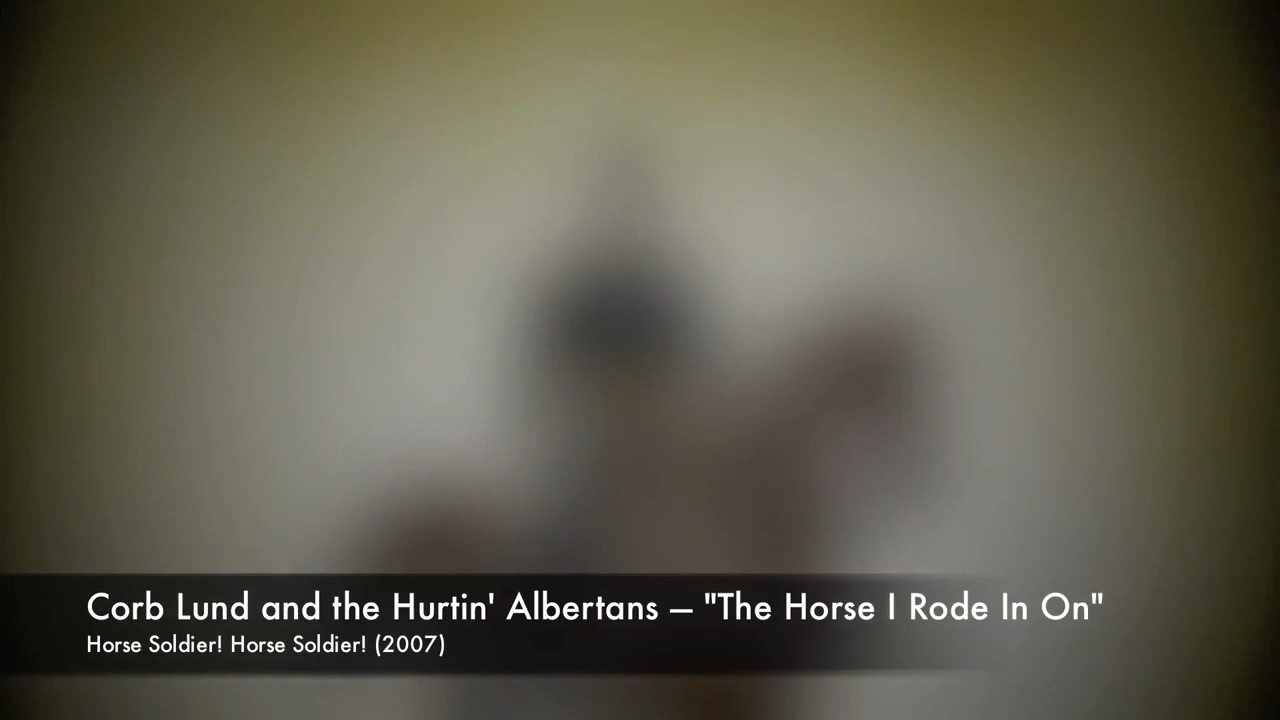 Corb Lund and the Hurtin' Albertans – "The Horse I Rode In On"
Horse Soldier! Horse Soldier! (2007)